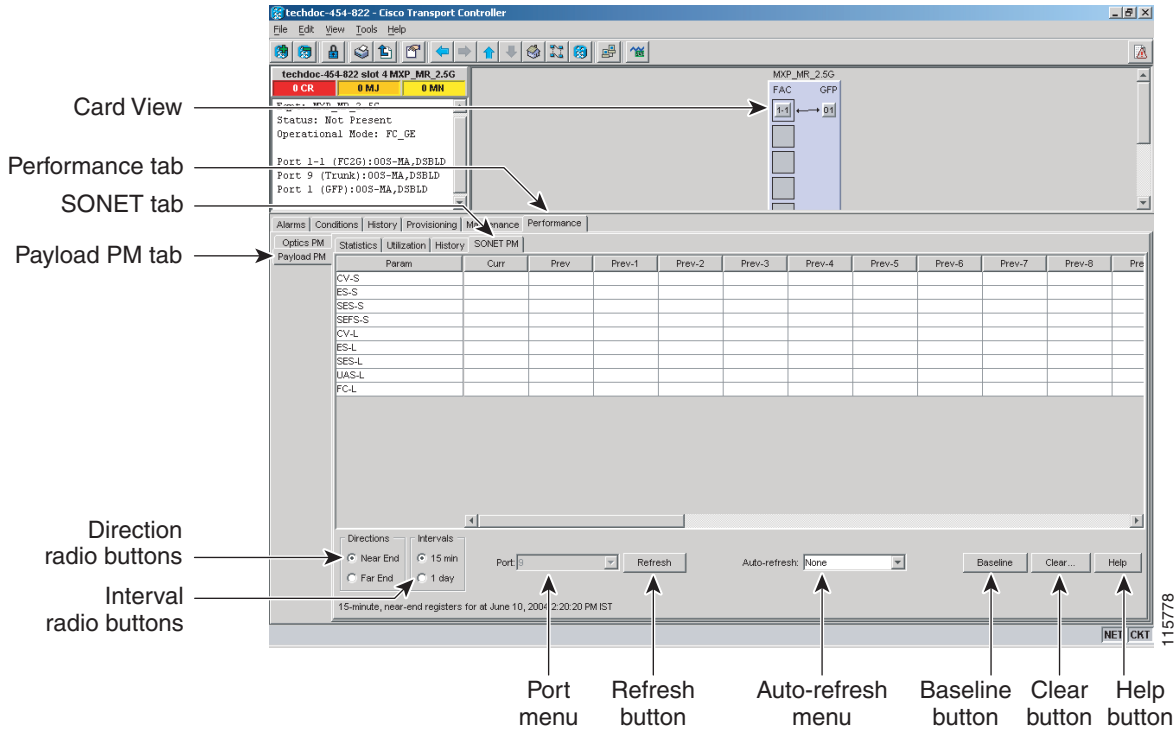 techdoc-454-822 - Cisco Transport Controller
File Edit View Tools Help
techdoc-454-822 slot 4 MXP_MR_2.5G
0 CR 0 MJ 0 MN
Eqpt: MXP_MR_2.5G
Status: Not Present
Operational Mode: FC_GE
Port 1-1 (FC2G):OOS-MA,DSBLD
Port 9 (Trunk):OOS-MA,DSBLD
Port 1 (GFP):OOS-MA,DSBLD
MXP_MR_2.5G
FAC GFP
1-1 01
Card View
Performance tab
SONET tab
Payload PM tab
Alarms Conditions History Provisioning Maintenance Performance
Optics PM
Payload PM
Statistics Utilization History SONET PM
Param Curr Prev Prev-1 Prev-2 Prev-3 Prev-4 Prev-5 Prev-6 Prev-7 Prev-8 Pre
CV-S
ES-S
SES-S
SEFS-S
CV-L
ES-L
SES-L
UAS-L
FC-L
Direction
radio buttons
Interval
radio buttons
Directions
Near End
Far End
Intervals
15 min
1 day
Port: 9 Refresh Auto-refresh: None Baseline Clear... Help
15-minute, near-end registers for at June 10, 2004 2:20:20 PM IST
NET CKT
115778
Port
menu
Refresh
button
Auto-refresh
menu
Baseline
button
Clear
button
Help
button